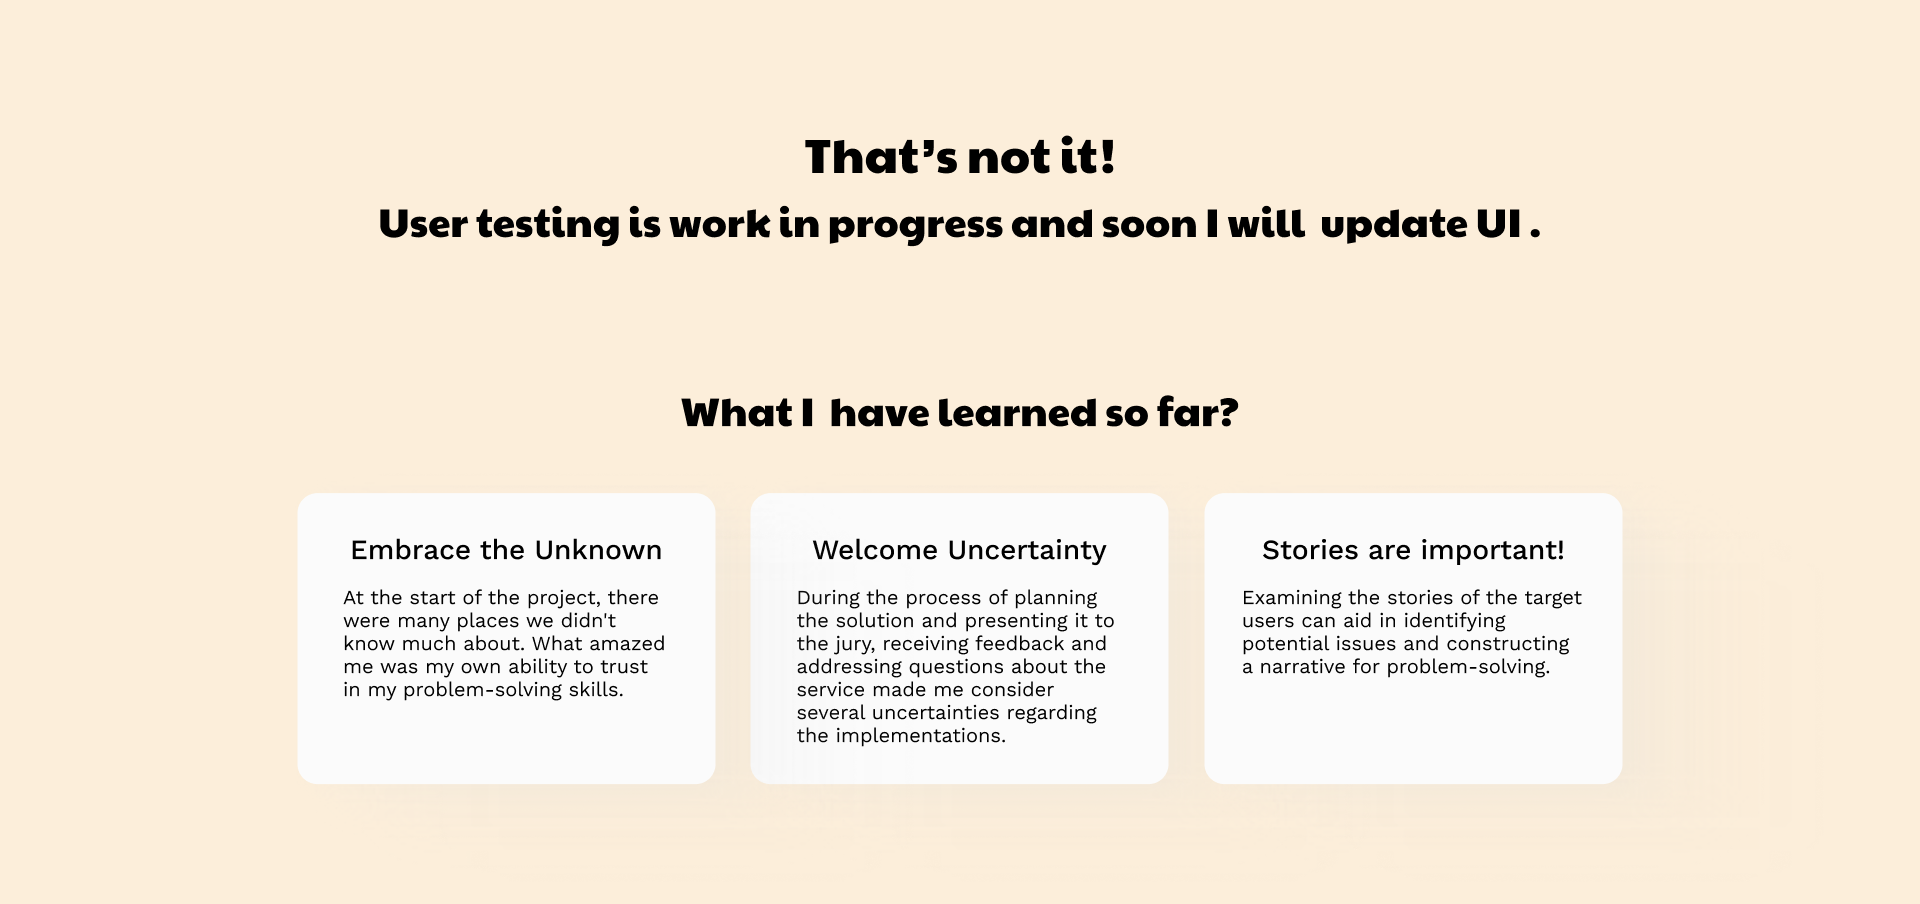 That's not it!
User testing is work in progress and soon I will  update UI .
What I  have learned so far?
Embrace the Unknown
At the start of the project, there
were many places we didn't
know much about. What amazed
me was my own ability to trust
in my problem-solving skills.
Welcome Uncertainty
During the process of planning
the solution and presenting it to
the jury, receiving feedback and
addressing questions about the
service made me consider
several uncertainties regarding
the implementations.
Stories are important!
Examining the stories of the target
users can aid in identifying
potential issues and constructing
a narrative for problem-solving.